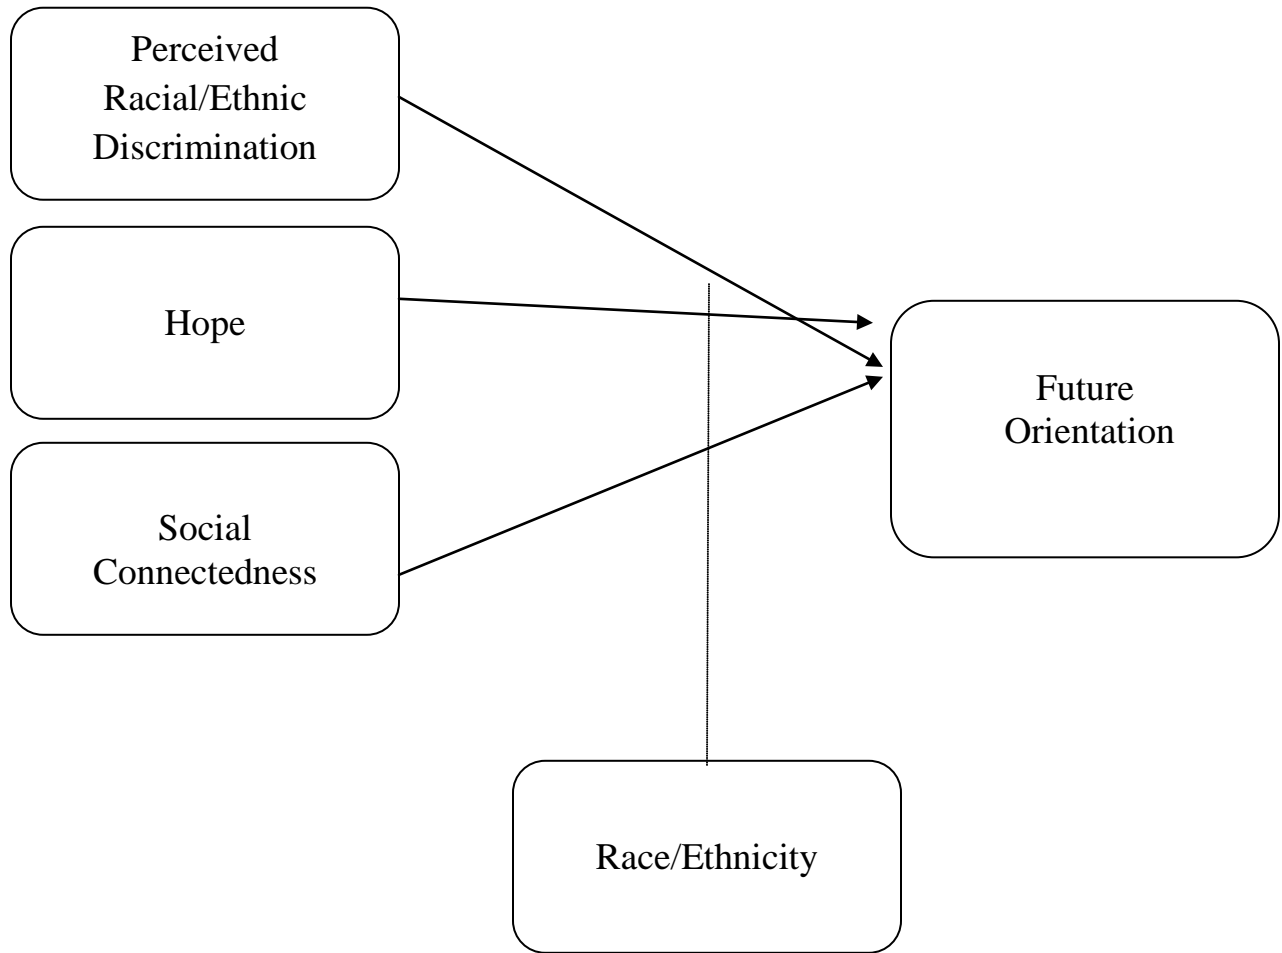 Perceived
Racial/Ethnic
Discrimination
Hope
Social
Connectedness
Future
Orientation
Race/Ethnicity